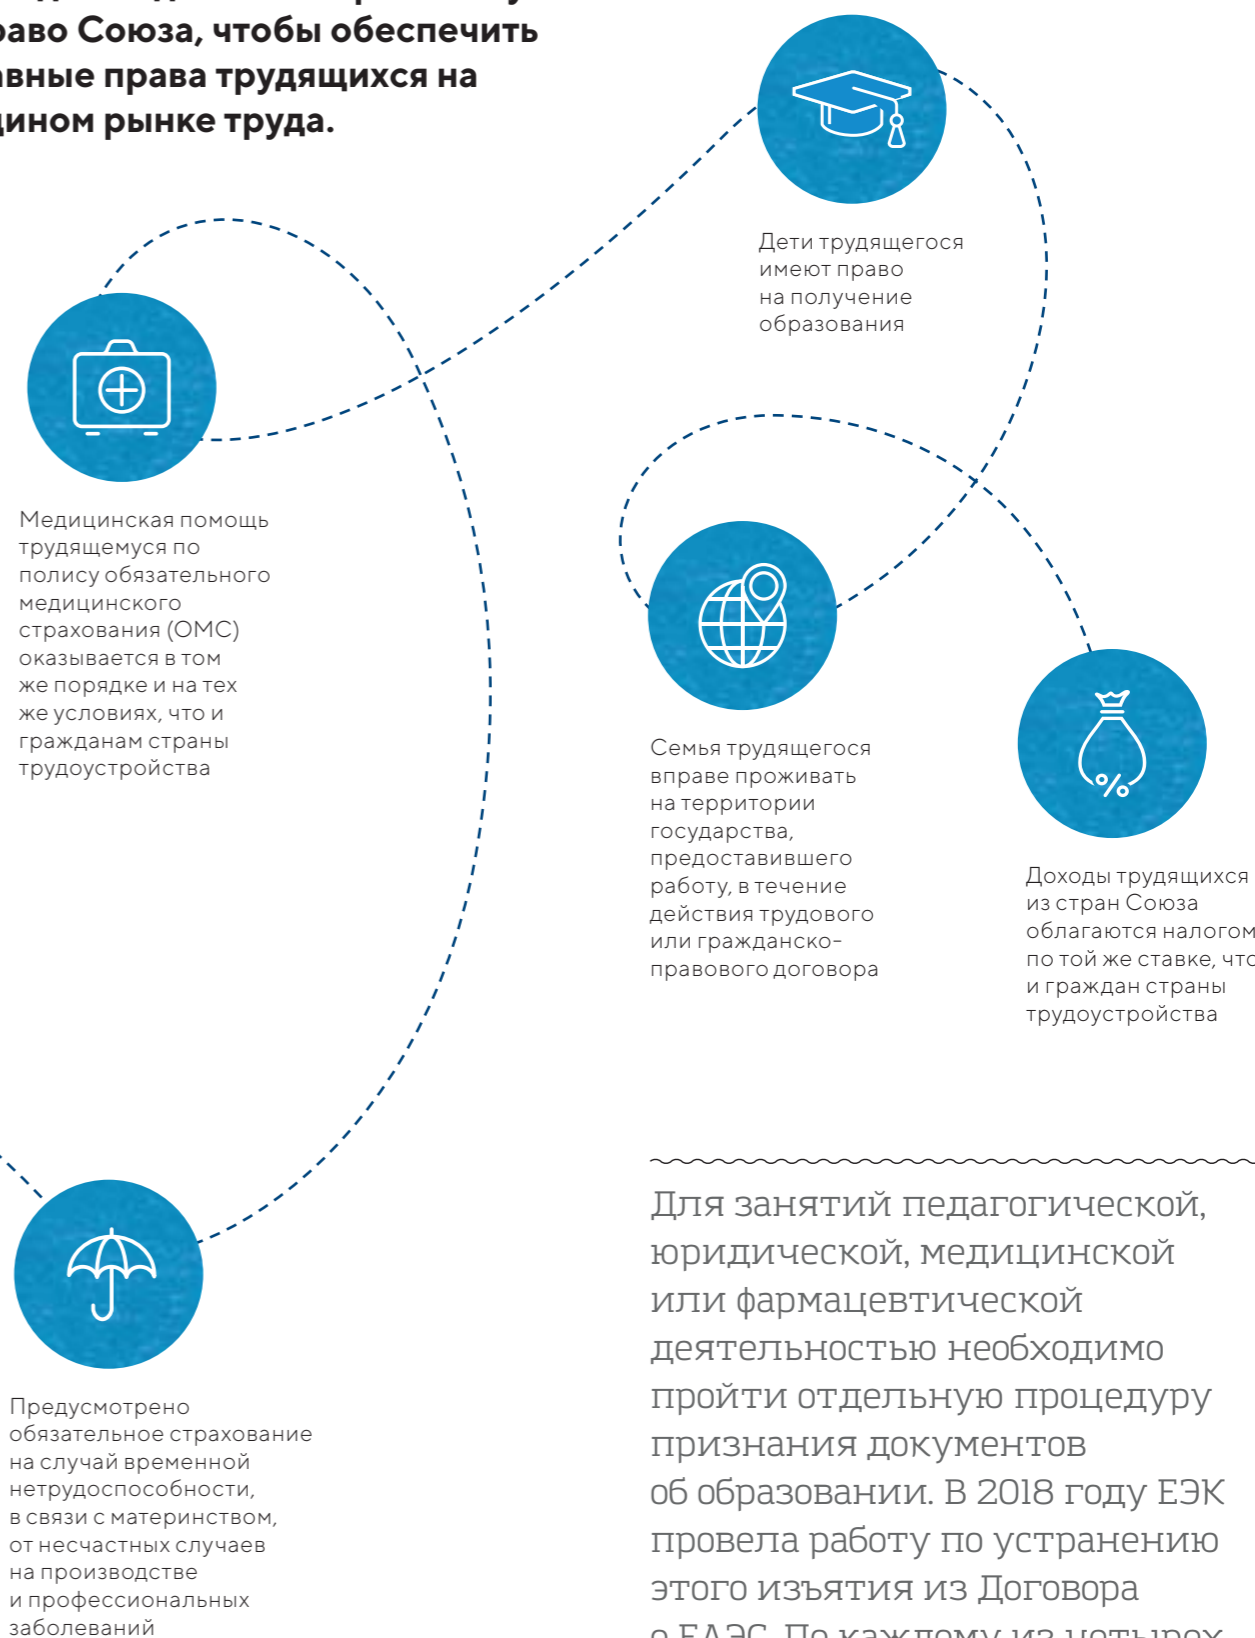 Союза, чтобы обеспечить
права трудящихся на
рынке труда.
Дети трудящегося
имеют право
на получение
образования
Медицинская помощь
трудящемуся по
полису обязательного
медицинского
страхования (ОМС)
оказывается в том
же порядке и на тех
же условиях, что и
гражданам страны
трудоустройства
Семья трудящегося
вправе проживать
на территории
государства,
предоставившего
работу, в течение
действия трудового
или гражданско-
правового договора
Доходы трудящихся
из стран Союза
облагаются налогом
по той же ставке, что
и граждан страны
трудоустройства
Предусмотрено
обязательное страхование
на случай временной
нетрудоспособности,
в связи с материнством,
от несчастных случаев
на производстве
и профессиональных
заболеваний
Для занятий педагогической,
юридической, медицинской
или фармацевтической
деятельностью необходимо
пройти отдельную процедуру
признания документов
об образовании. В 2018 году ЕЭК
провела работу по устранению
этого изъятия из Договора
о ЕАЭС. По каждому из четырех